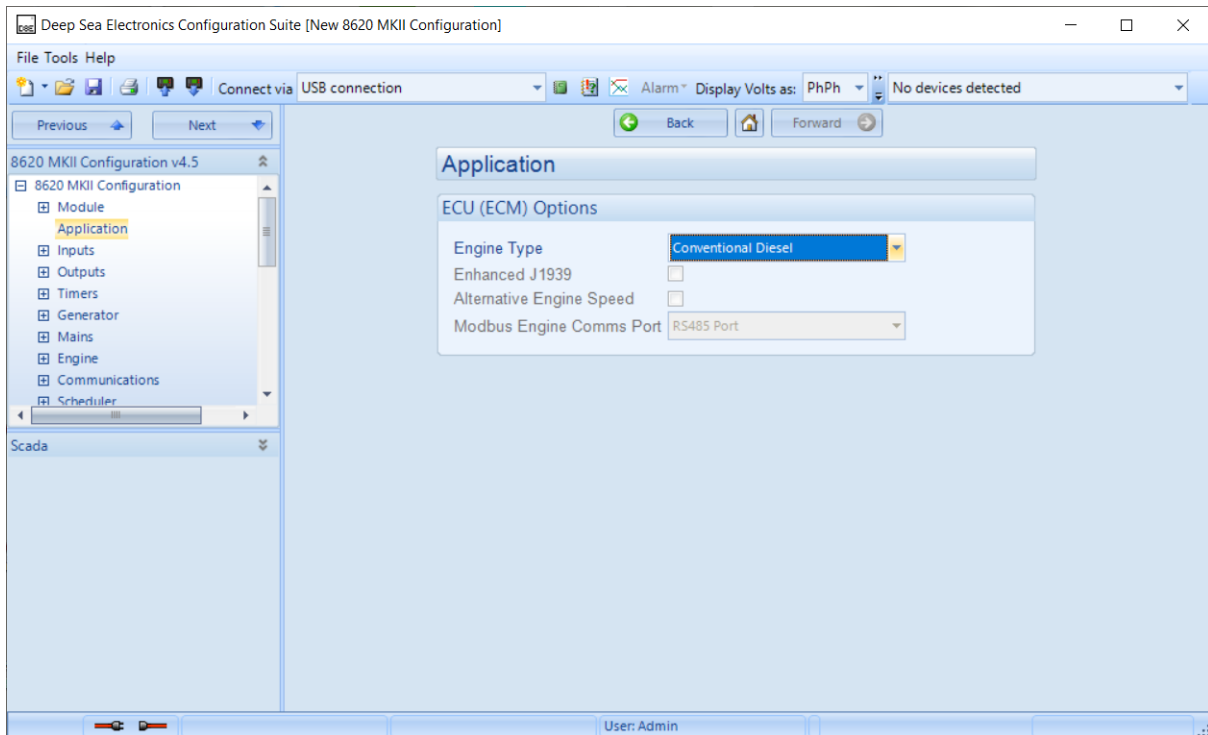 DSE Deep Sea Electronics Configuration Suite [New 8620 MKII Configuration]
File Tools Help
Connect via USB connection Alarm Display Volts as: PhPh No devices detected
Previous Next
Back Forward
8620 MKII Configuration v4.5
8620 MKII Configuration
Module
Application
Inputs
Outputs
Timers
Generator
Mains
Engine
Communications
Scheduler
Scada
Application
ECU (ECM) Options
Engine Type Conventional Diesel
Enhanced J1939
Alternative Engine Speed
Modbus Engine Comms Port RS485 Port
User: Admin